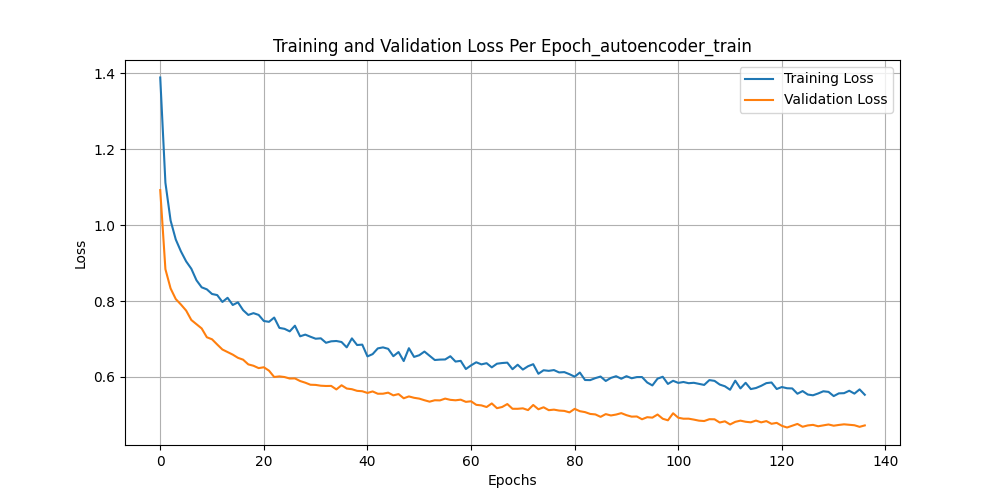 Training and Validation Loss Per Epoch_autoencoder_train
Training Loss
Validation Loss
Loss
1.4
1.2
1.0
0.8
0.6
0
20
40
60
80
100
120
140
Epochs